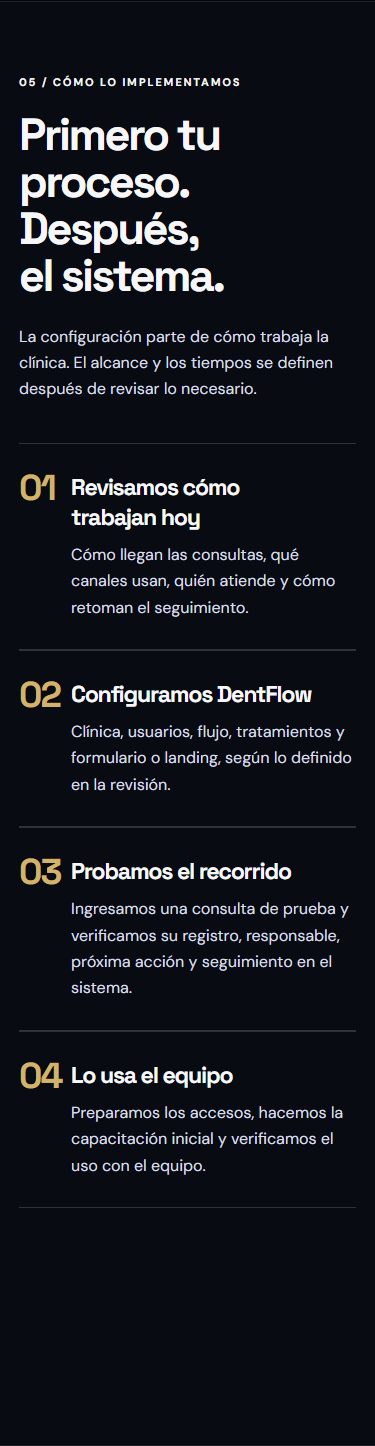 05 / CÓMO LO IMPLEMENTAMOS
Primero tu
proceso.
Después,
el sistema.
La configuración parte de cómo trabaja la
clínica. El alcance y los tiempos se definen
después de revisar lo necesario.
01 Revisamos cómo
trabajan hoy
Cómo llegan las consultas, qué
canales usan, quién atiende y cómo
retoman el seguimiento.
02 Configuramos DentFlow
Clínica, usuarios, flujo, tratamientos y
formulario o landing, según lo definido
en la revisión.
03 Probamos el recorrido
Ingresamos una consulta de prueba y
verificamos su registro, responsable,
próxima acción y seguimiento en el
sistema.
04 Lo usa el equipo
Preparamos los accesos, hacemos la
capacitación inicial y verificamos el
uso con el equipo.